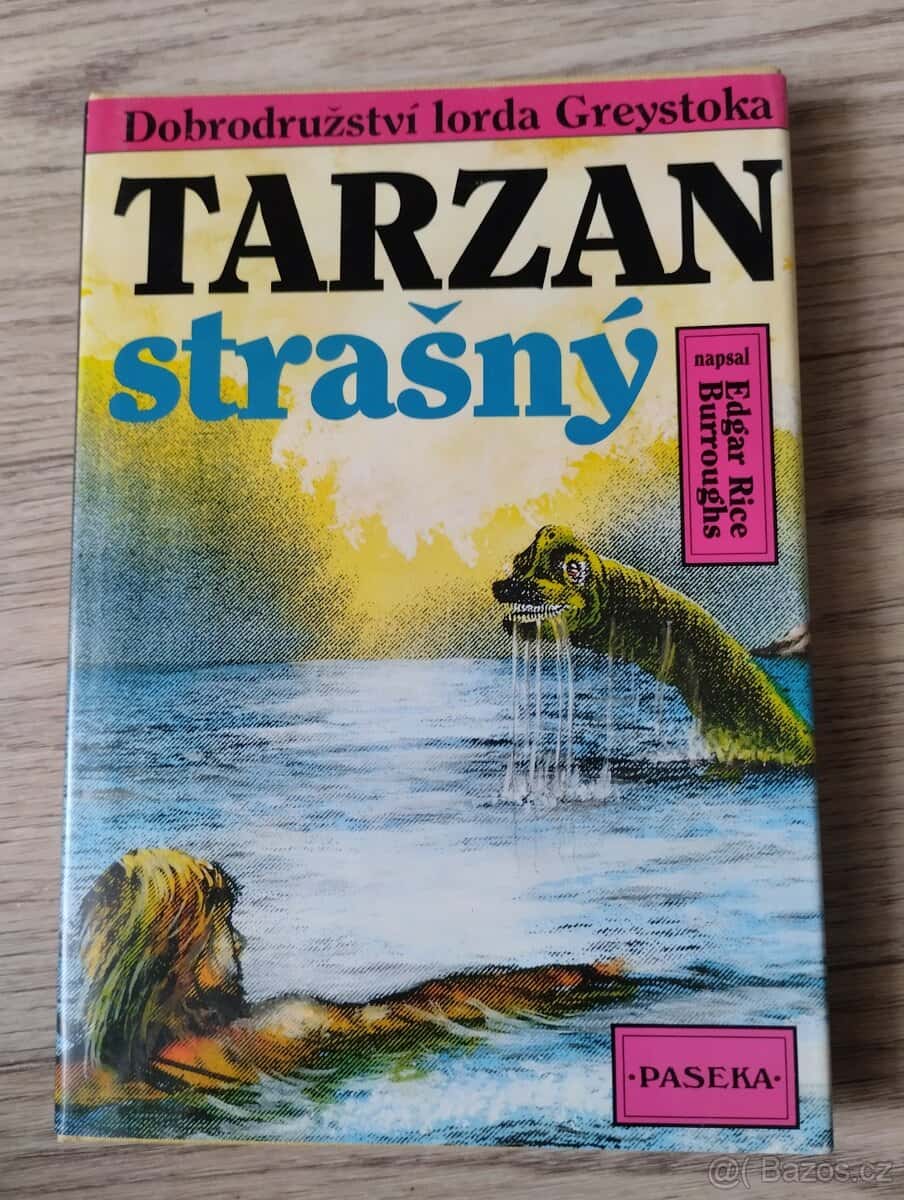 Dobrodružství lorda Greystoka
TARZAN
strašný
napsal
Edgar Rice
Burroughs
·PASEKA·
@( Bazos.cz